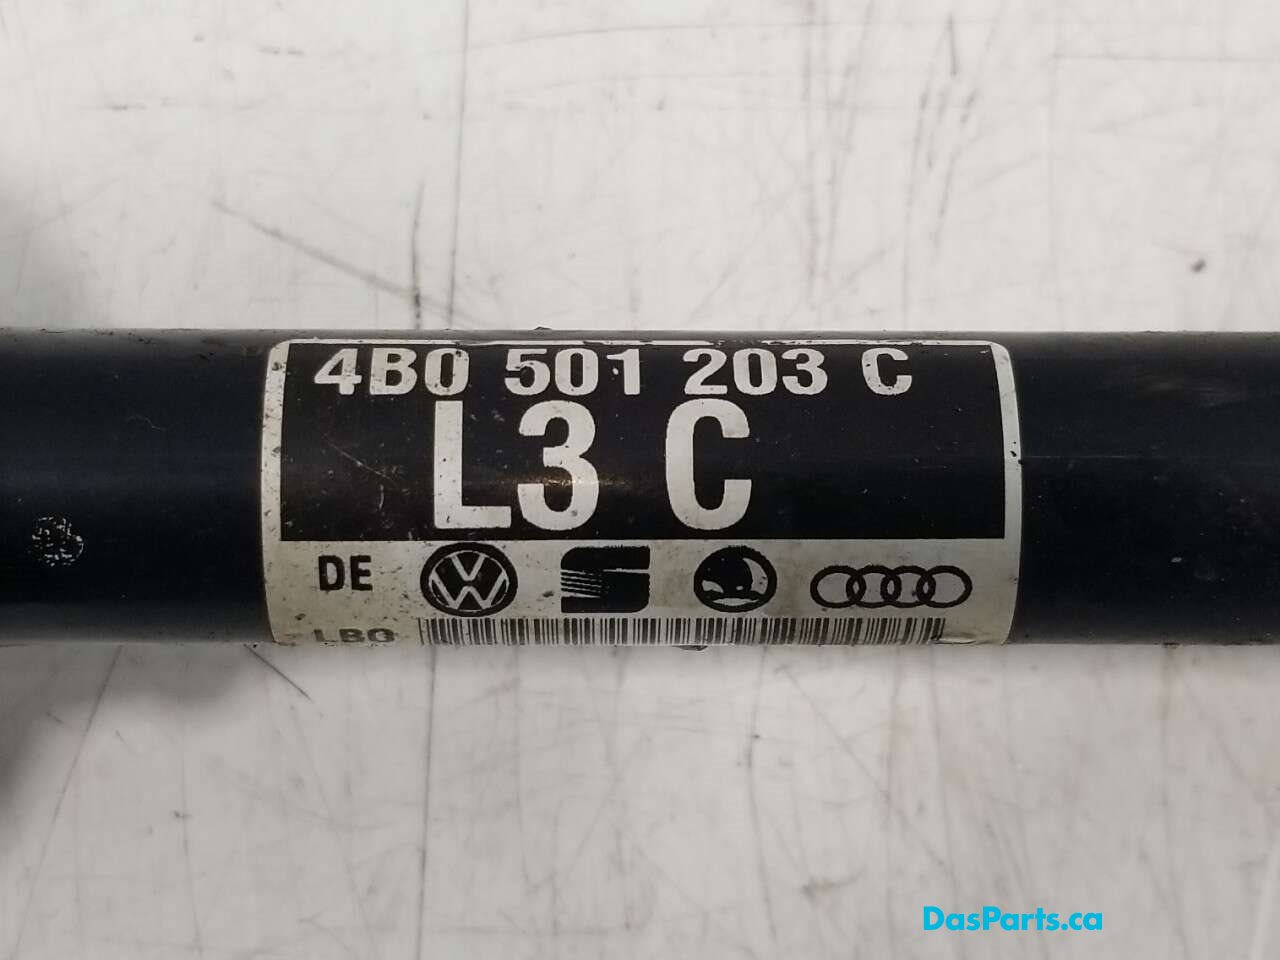 4B0 501 203 C
L3 C
DE
LBO
DasParts.ca